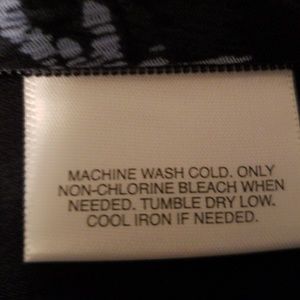 MACHINE WASH COLD. ONLY
NON-CHLORINE BLEACH WHEN
NEEDED. TUMBLE DRY LOW.
COOL IRON IF NEEDED.